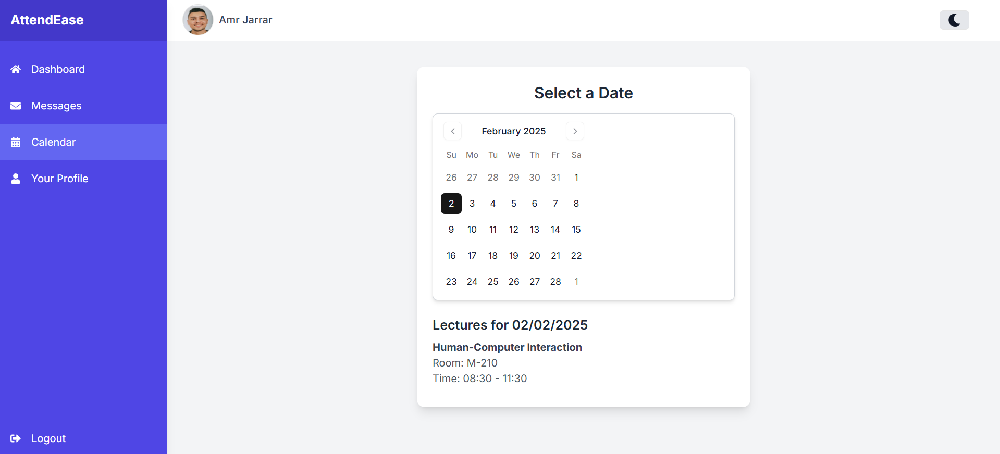 AttendEase
Amr Jarrar
Dashboard
Messages
Calendar
Your Profile
Logout
Select a Date
February 2025
Su Mo Tu We Th Fr Sa
26 27 28 29 30 31 1
2 3 4 5 6 7 8
9 10 11 12 13 14 15
16 17 18 19 20 21 22
23 24 25 26 27 28 1
Lectures for 02/02/2025
Human-Computer Interaction
Room: M-210
Time: 08:30 - 11:30